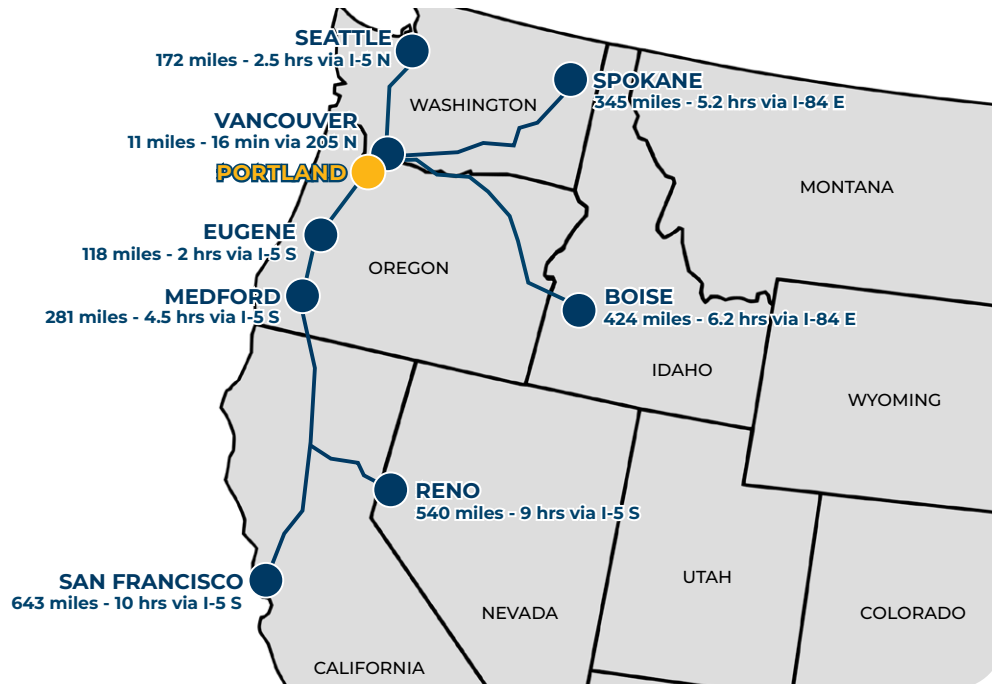 SEATTLE
172 miles - 2.5 hrs via I-5 N
SPOKANE
345 miles - 5.2 hrs via I-84 E
WASHINGTON
VANCOUVER
11 miles - 16 min via 205 N
PORTLAND
MONTANA
EUGENE
118 miles - 2 hrs via I-5 S
OREGON
MEDFORD
281 miles - 4.5 hrs via I-5 S
BOISE
424 miles - 6.2 hrs via I-84 E
IDAHO
WYOMING
RENO
540 miles - 9 hrs via I-5 S
SAN FRANCISCO
643 miles - 10 hrs via I-5 S
UTAH
NEVADA
COLORADO
CALIFORNIA